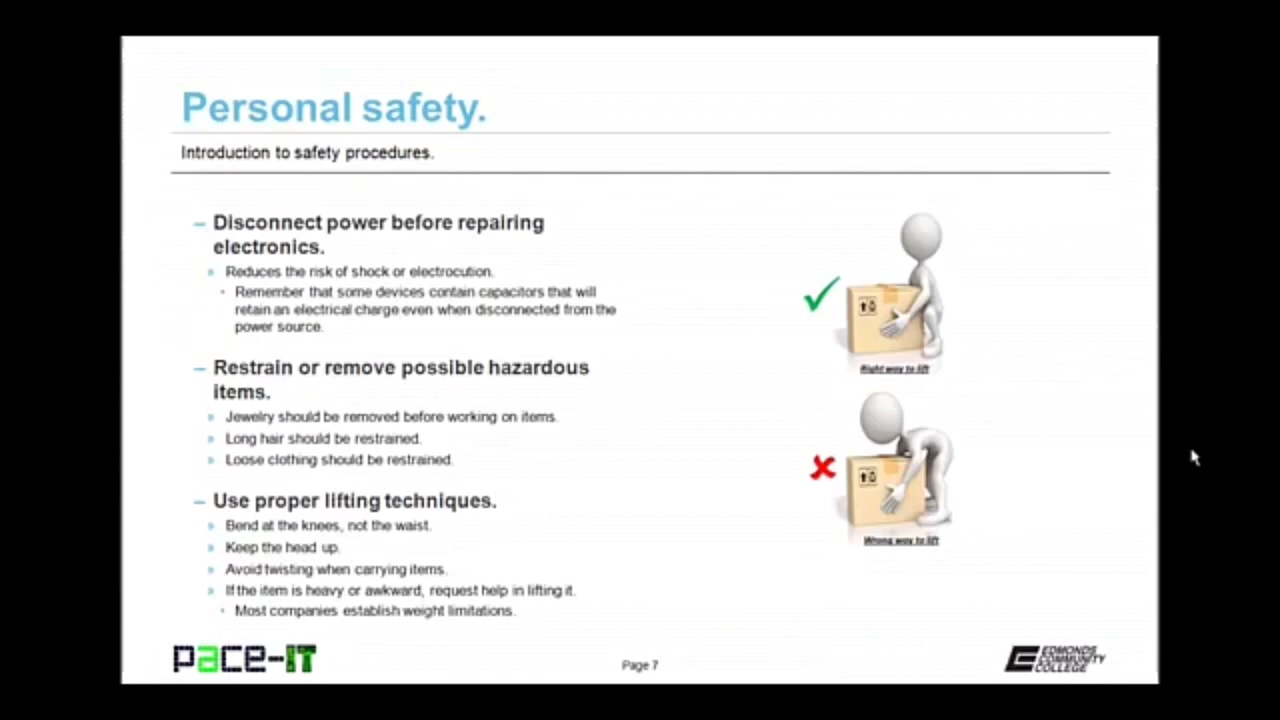 Personal safety.
Introduction to safety procedures.
– Disconnect power before repairing
electronics.
» Reduces the risk of shock or electrocution.
• Remember that some devices contain capacitors that will
retain an electrical charge even when disconnected from the
power source.
– Restrain or remove possible hazardous
items.
» Jewelry should be removed before working on items.
» Long hair should be restrained.
» Loose clothing should be restrained.
– Use proper lifting techniques.
» Bend at the knees, not the waist.
» Keep the head up.
» Avoid twisting when carrying items.
» If the item is heavy or awkward, request help in lifting it.
• Most companies establish weight limitations.
Right way to lift
Wrong way to lift
pace-IT
Page 7
EDMONDS
COMMUNITY
COLLEGE